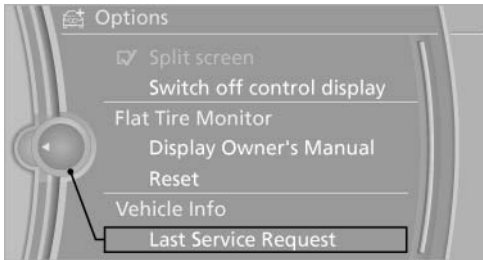 Options
Split screen
Switch off control display
Flat Tire Monitor
Display Owner's Manual
Reset
Vehicle Info
Last Service Request